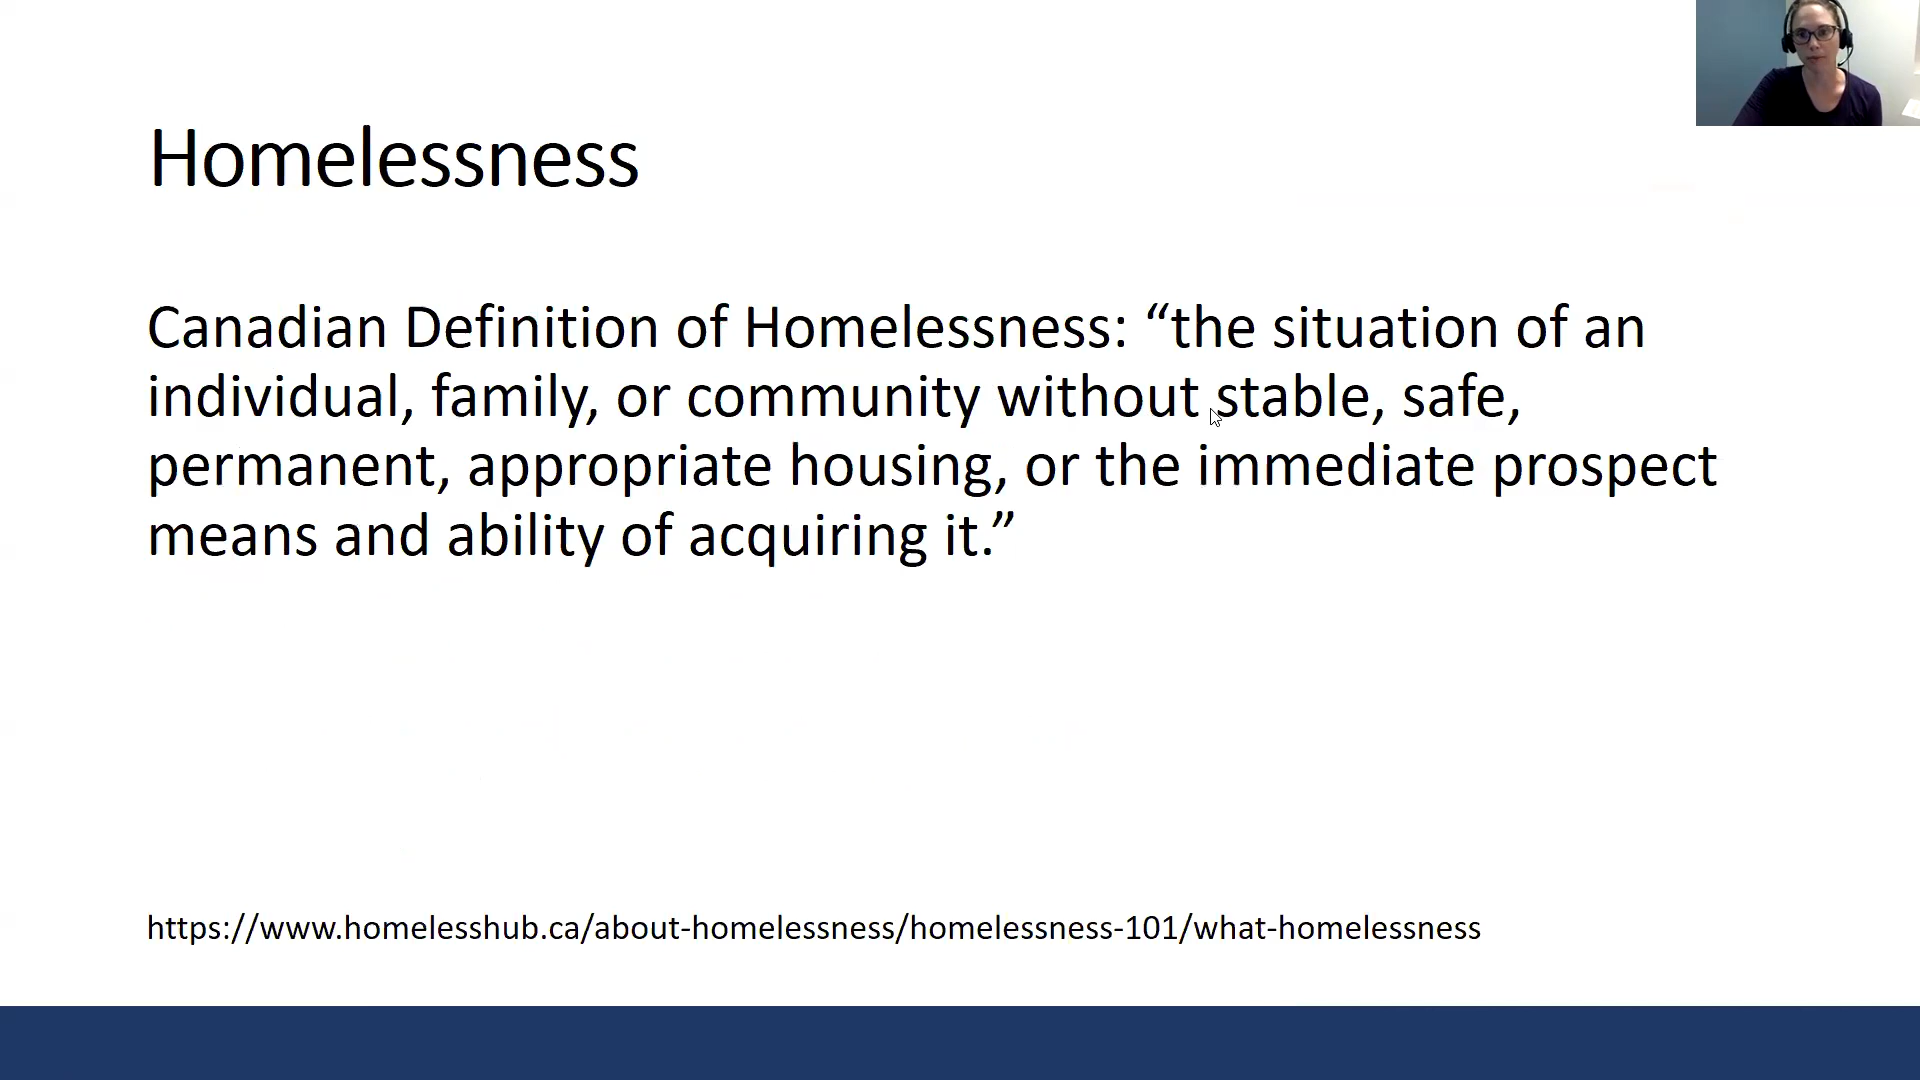 Homelessness
Canadian Definition of Homelessness: “the situation of an
individual, family, or community without stable, safe,
permanent, appropriate housing, or the immediate prospect
means and ability of acquiring it.”
https://www.homelesshub.ca/about-homelessness/homelessness-101/what-homelessness